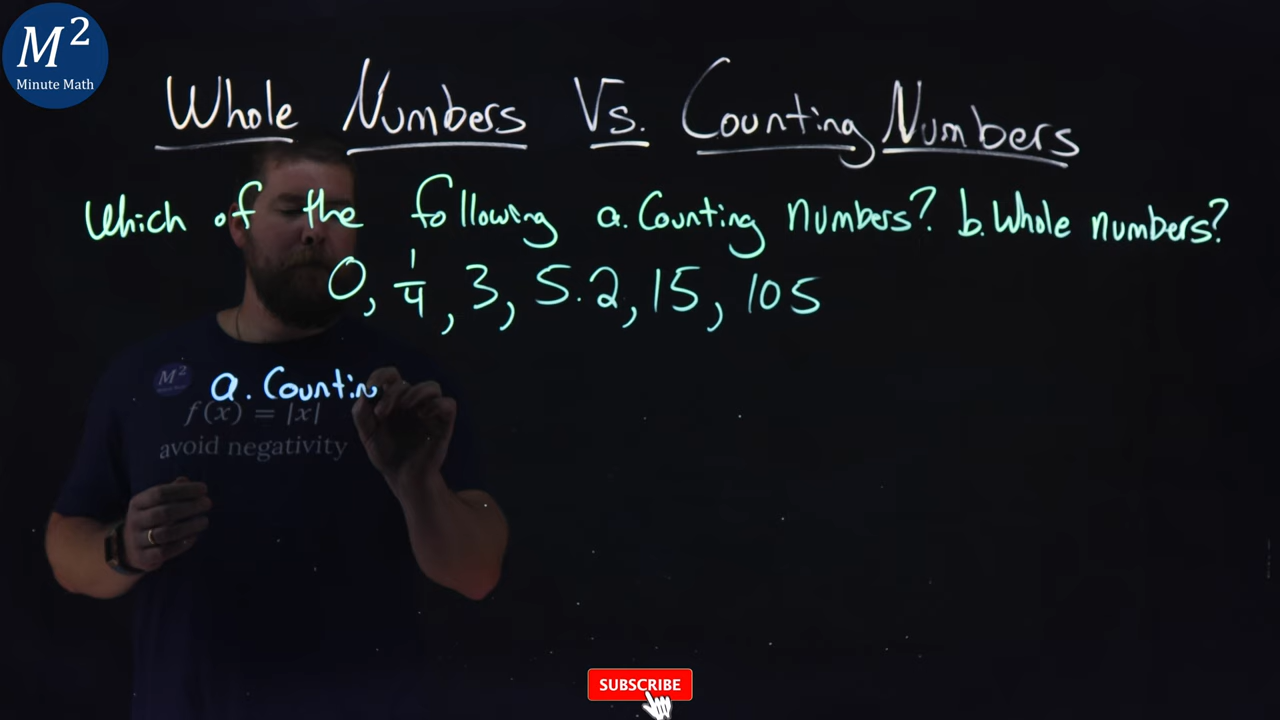 M²
Minute Math
Whole Numbers Vs. Counting Numbers
Which of the following a. Counting numbers? b. Whole numbers?
0, 1/4, 3, 5.2, 15, 105
M²
a. Countin
f(x) = |x|
avoid negativity
SUBSCRIBE